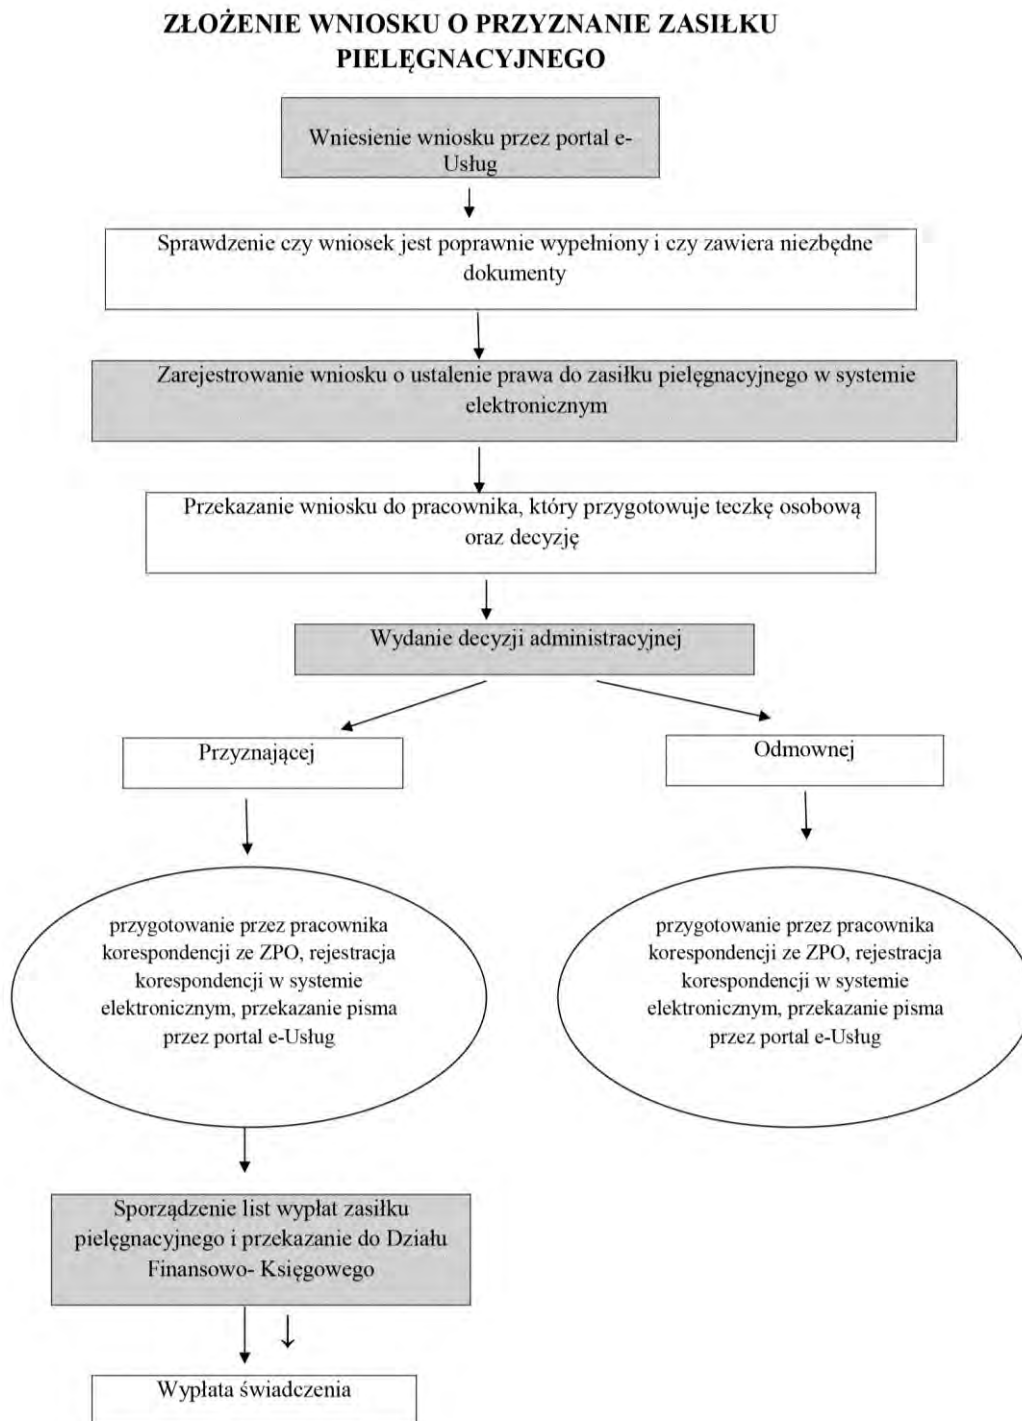 ZŁOŻENIE WNIOSKU O PRZYZNANIE ZASIŁKU
PIELĘGNACYJNEGO
Wniesienie wniosku przez portal e-
Usług
Sprawdzenie czy wniosek jest poprawnie wypełniony i czy zawiera niezbędne
dokumenty
Zarejestrowanie wniosku o ustalenie prawa do zasiłku pielęgnacyjnego w systemie
elektronicznym
Przekazanie wniosku do pracownika, który przygotowuje teczkę osobową
oraz decyzję
Wydanie decyzji administracyjnej
Przyznającej
Odmownej
przygotowanie przez pracownika
korespondencji ze ZPO, rejestracja
korespondencji w systemie
elektronicznym, przekazanie pisma
przez portal e-Usług
przygotowanie przez pracownika
korespondencji ze ZPO, rejestracja
korespondencji w systemie
elektronicznym, przekazanie pisma
przez portal e-Usług
Sporządzenie list wypłat zasiłku
pielęgnacyjnego i przekazanie do Działu
Finansowo- Księgowego
Wypłata świadczenia